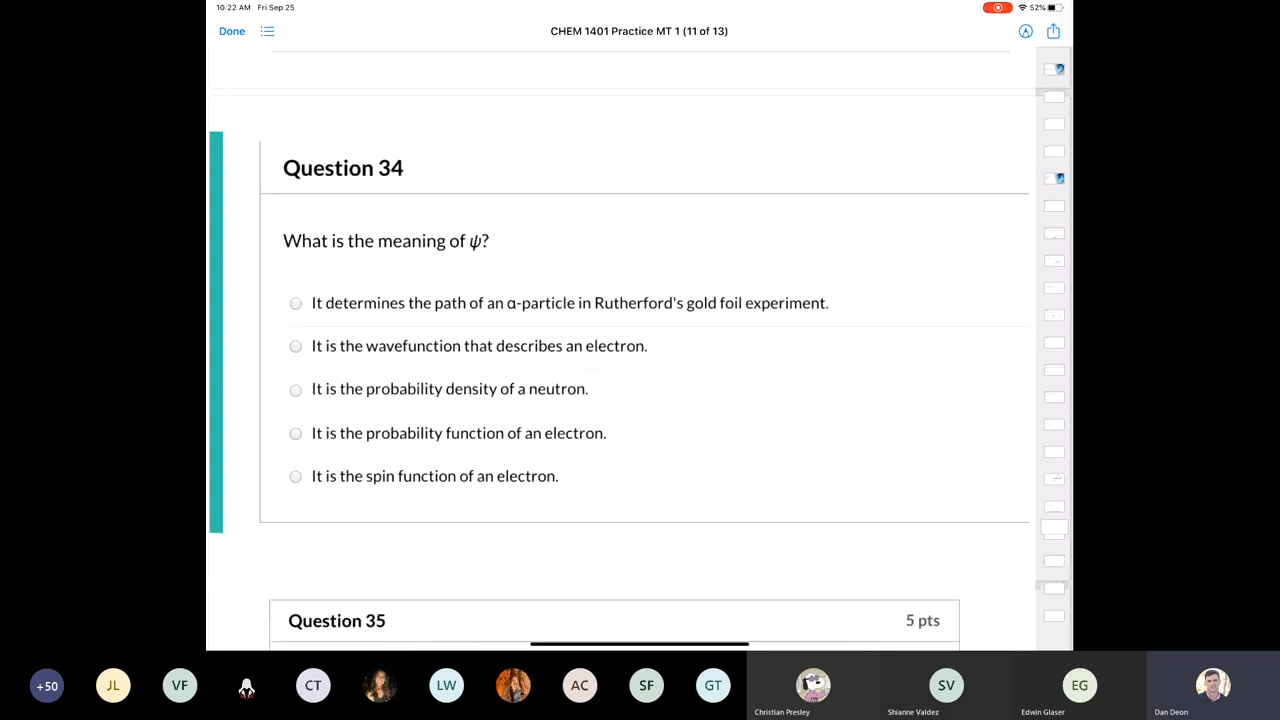 10:22 AM Fri Sep 25
52%
Done
CHEM 1401 Practice MT 1 (11 of 13)
Question 34
What is the meaning of ψ?
It determines the path of an α-particle in Rutherford's gold foil experiment.
It is the wavefunction that describes an electron.
It is the probability density of a neutron.
It is the probability function of an electron.
It is the spin function of an electron.
Question 35
5 pts
+50
JL
VF
CT
LW
AC
SF
GT
SV
EG
Christian Presley
Shianne Valdez
Edwin Glaser
Dan Deon